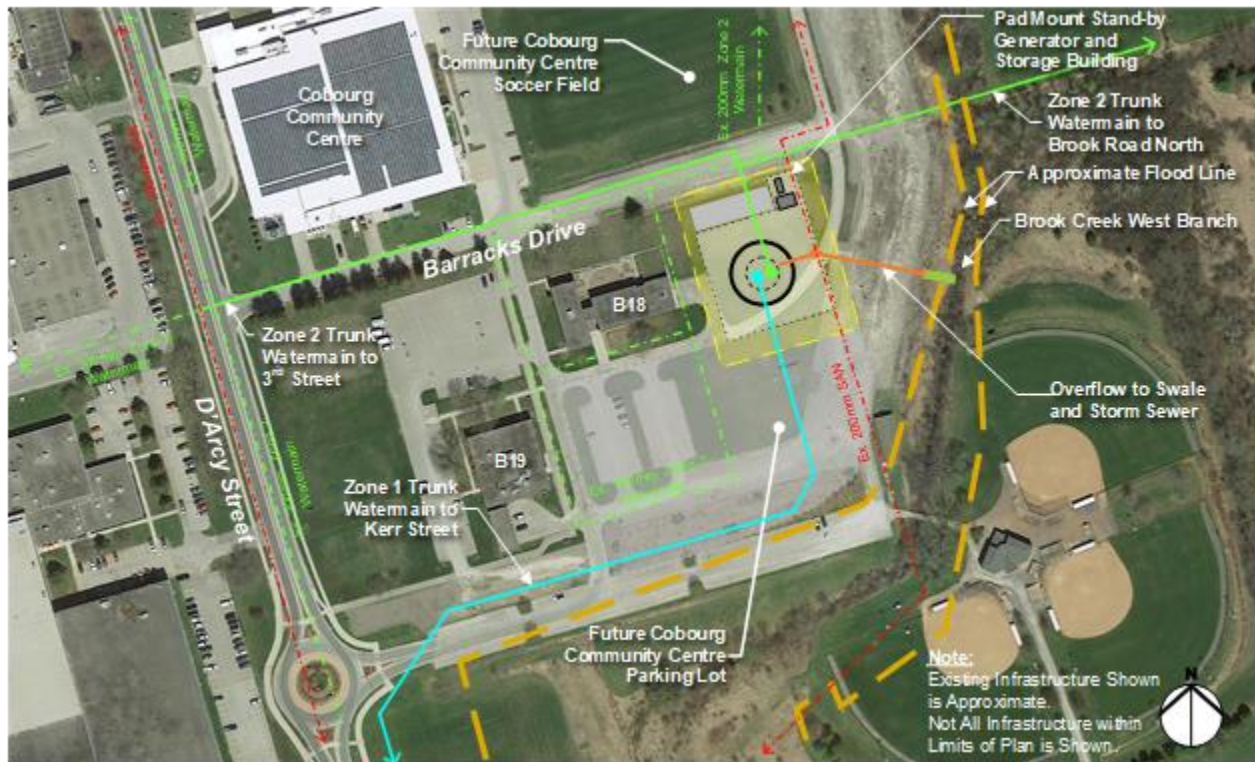 Cobourg
Community
Centre
Future Cobourg
Community Centre
Soccer Field
Ex. 200mm Zone 2
Watermain
Pad Mount Stand-by
Generator and
Storage Building
Zone 2 Trunk
Watermain to
Brook Road North
Approximate Flood Line
Brook Creek West Branch
Barracks Drive
B18
Zone 2 Trunk
Watermain to
3rd Street
Watermain
Watermain
Watermain
D'Arcy Street
B19
Zone 1 Trunk
Watermain to
Kerr Street
Ex. 200mm SAN
Overflow to Swale
and Storm Sewer
Future Cobourg
Community Centre
Parking Lot
Note:
Existing Infrastructure Shown
is Approximate.
Not All Infrastructure within
Limits of Plan is Shown.
N